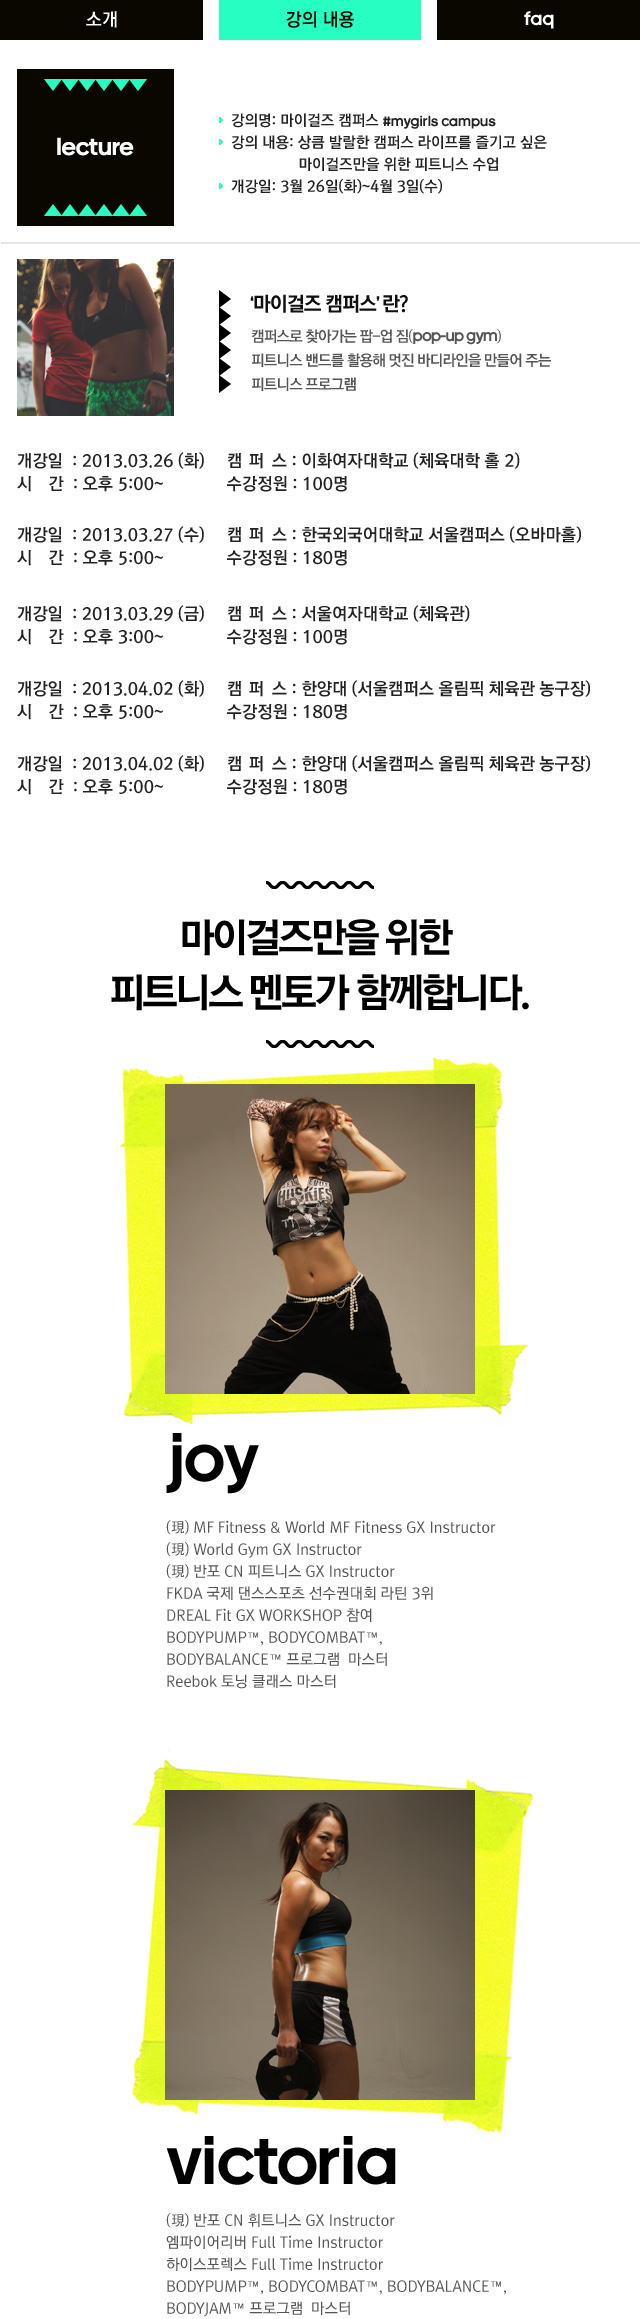 소개
강의 내용
faq
lecture
강의명: 마이걸즈 캠퍼스 #mygirls campus
강의 내용: 상큼 발랄한 캠퍼스 라이프를 즐기고 싶은
마이걸즈만을 위한 피트니스 수업
개강일: 3월 26일(화)~4월 3일(수)
‘마이걸즈 캠퍼스’ 란?
캠퍼스로 찾아가는 팝-업 짐(pop-up gym)
피트니스 밴드를 활용해 멋진 바디라인을 만들어 주는
피트니스 프로그램
개강일 : 2013.03.26 (화) 캠 퍼 스 : 이화여자대학교 (체육대학 홀 2)
시 간 : 오후 5:00~ 수강정원 : 100명
개강일 : 2013.03.27 (수) 캠 퍼 스 : 한국외국어대학교 서울캠퍼스 (오바마홀)
시 간 : 오후 5:00~ 수강정원 : 180명
개강일 : 2013.03.29 (금) 캠 퍼 스 : 서울여자대학교 (체육관)
시 간 : 오후 3:00~ 수강정원 : 100명
개강일 : 2013.04.02 (화) 캠 퍼 스 : 한양대 (서울캠퍼스 올림픽 체육관 농구장)
시 간 : 오후 5:00~ 수강정원 : 180명
개강일 : 2013.04.02 (화) 캠 퍼 스 : 한양대 (서울캠퍼스 올림픽 체육관 농구장)
시 간 : 오후 5:00~ 수강정원 : 180명
마이걸즈만을 위한
피트니스 멘토가 함께합니다.
HUSKIES
joy
(現) MF Fitness & World MF Fitness GX Instructor
(現) World Gym GX Instructor
(現) 반포 CN 피트니스 GX Instructor
FKDA 국제 댄스스포츠 선수권대회 라틴 3위
DREAL Fit GX WORKSHOP 참여
BODYPUMP™, BODYCOMBAT™,
BODYBALANCE™ 프로그램 마스터
Reebok 토닝 클래스 마스터
victoria
(現) 반포 CN 휘트니스 GX Instructor
엠파이어리버 Full Time Instructor
하이스포렉스 Full Time Instructor
BODYPUMP™, BODYCOMBAT™, BODYBALANCE™,
BODYJAM™ 프로그램 마스터